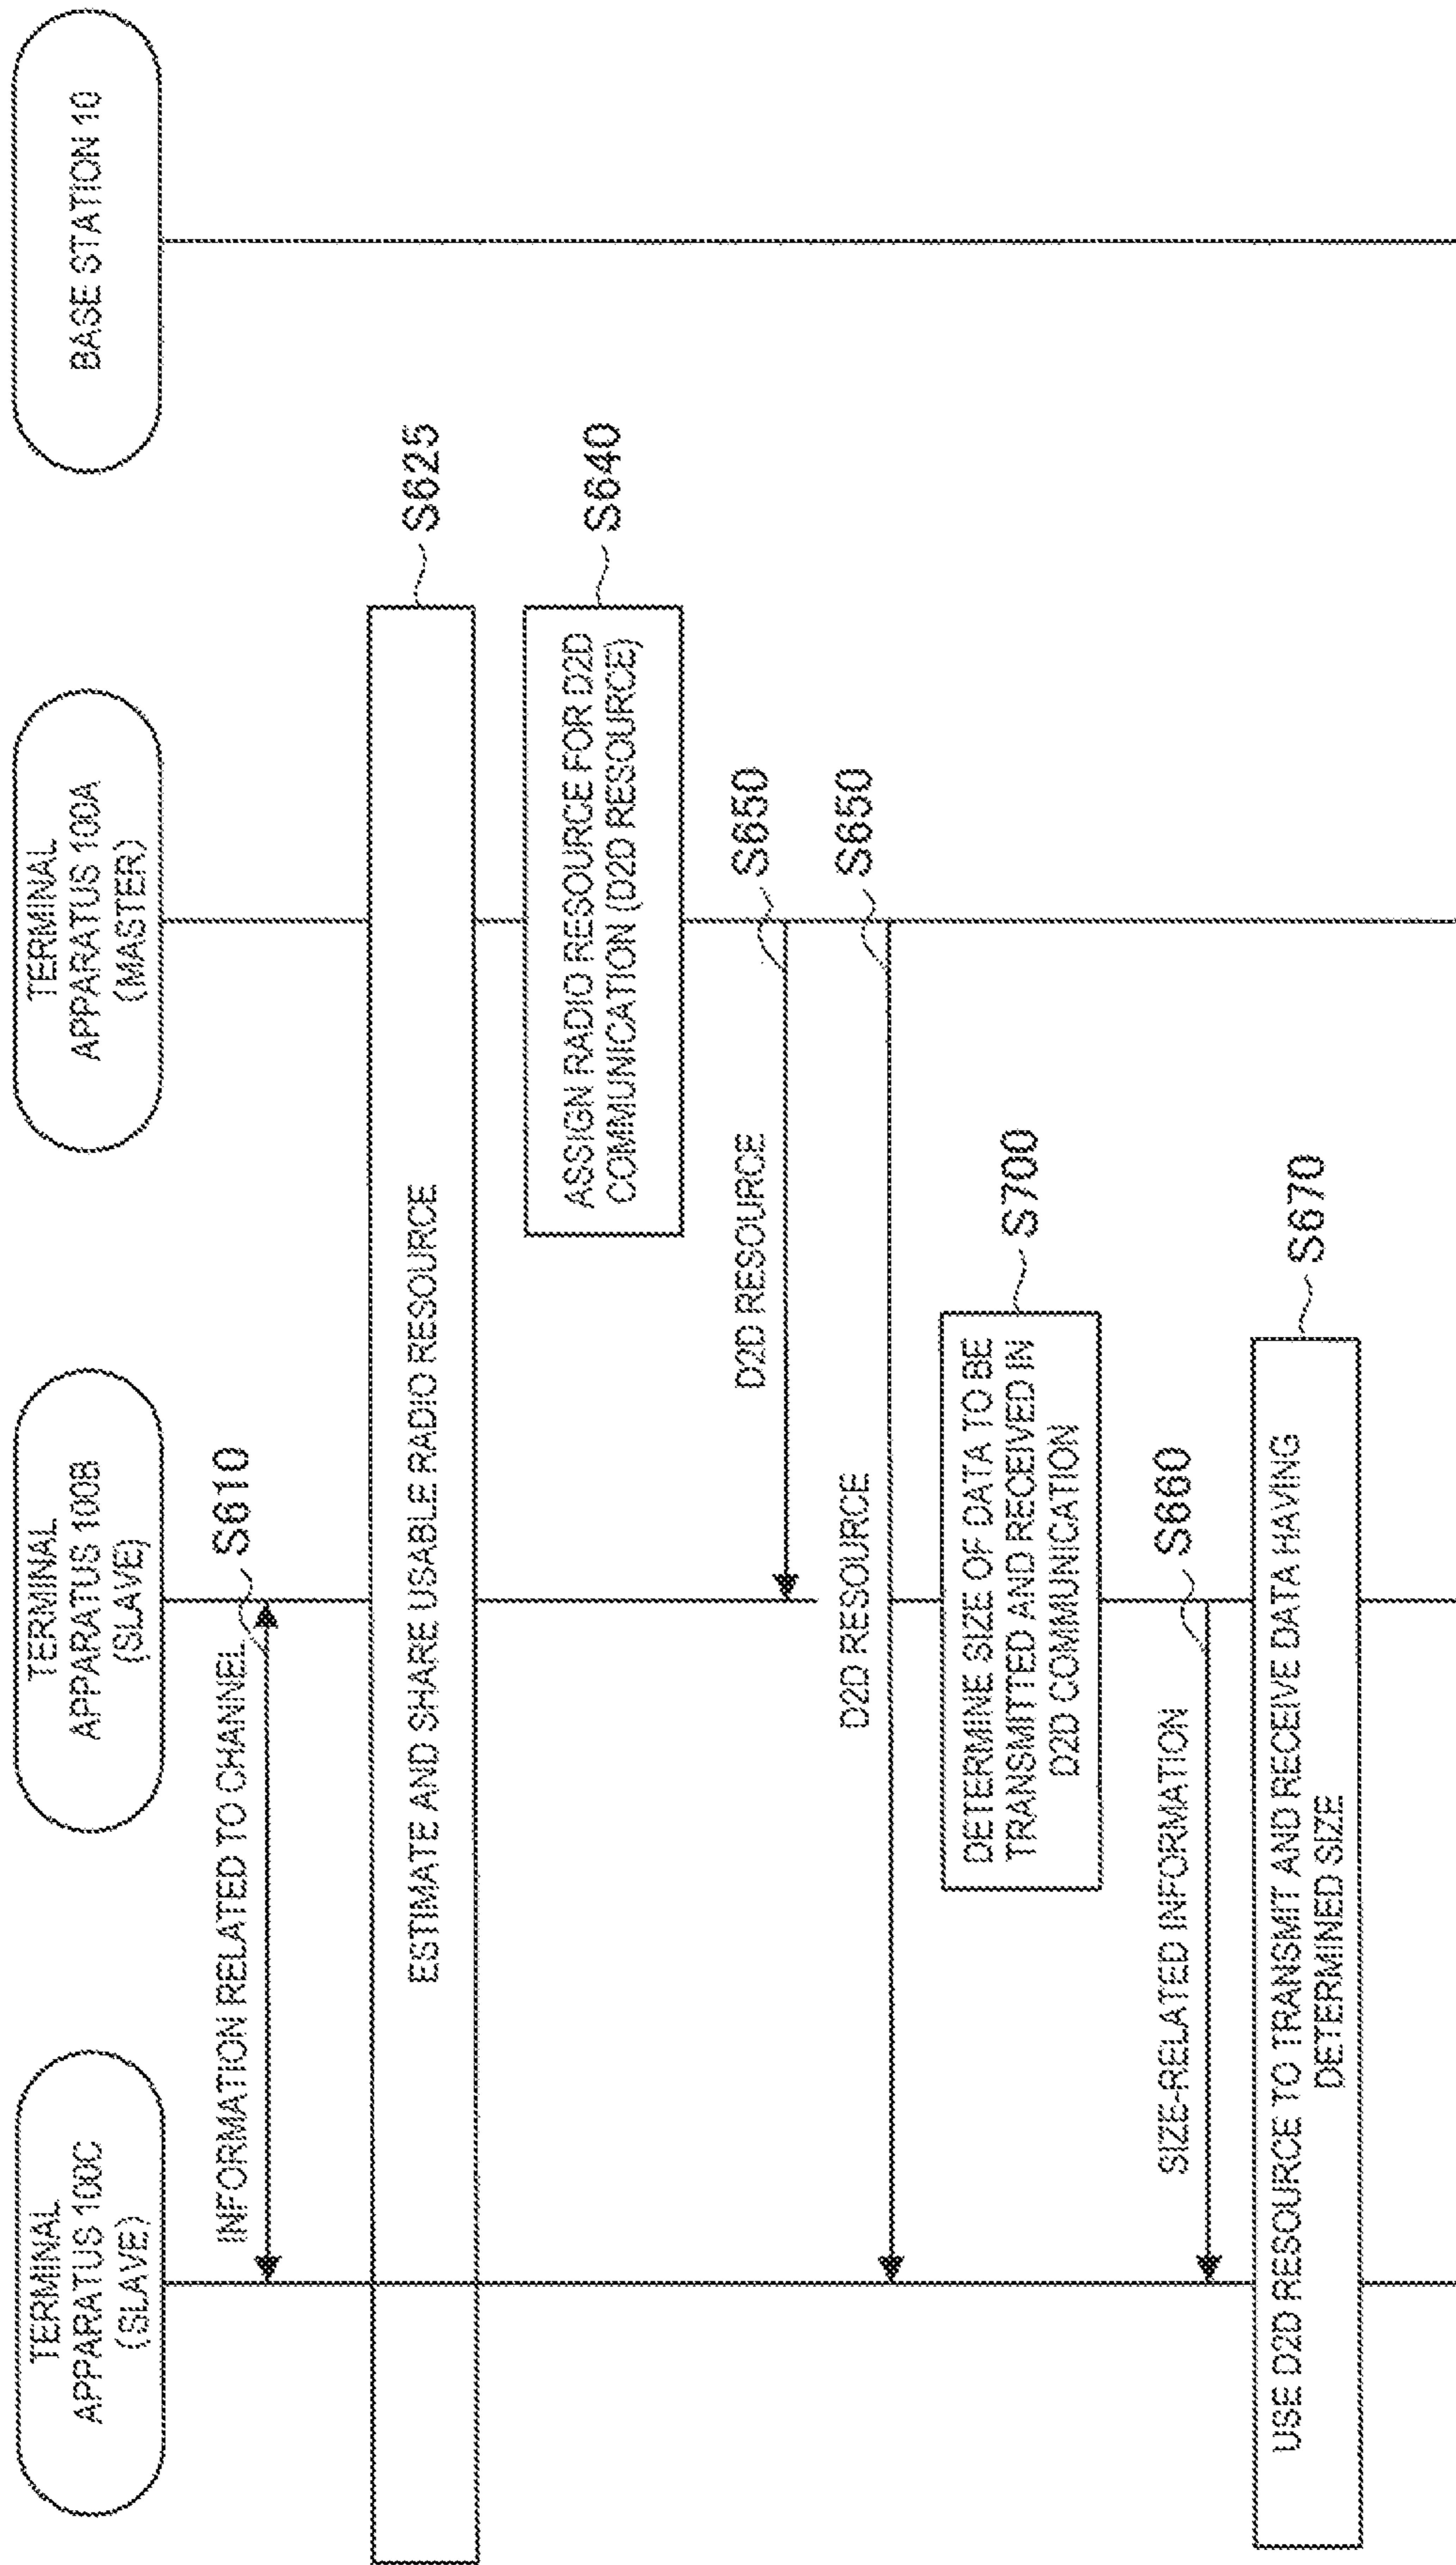 TERMINAL
APPARATUS 100C
(SLAVE)
TERMINAL
APPARATUS 100B
(SLAVE)
TERMINAL
APPARATUS 100A
(MASTER)
BASE STATION 10
INFORMATION RELATED TO CHANNEL
S610
ESTIMATE AND SHARE USABLE RADIO RESOURCE
S625
ASSIGN RADIO RESOURCE FOR D2D
COMMUNICATION (D2D RESOURCE)
S640
D2D RESOURCE
S650
D2D RESOURCE
S650
DETERMINE SIZE OF DATA TO BE
TRANSMITTED AND RECEIVED IN
D2D COMMUNICATION
S700
SIZE-RELATED INFORMATION
S660
USE D2D RESOURCE TO TRANSMIT AND RECEIVE DATA HAVING
DETERMINED SIZE
S670